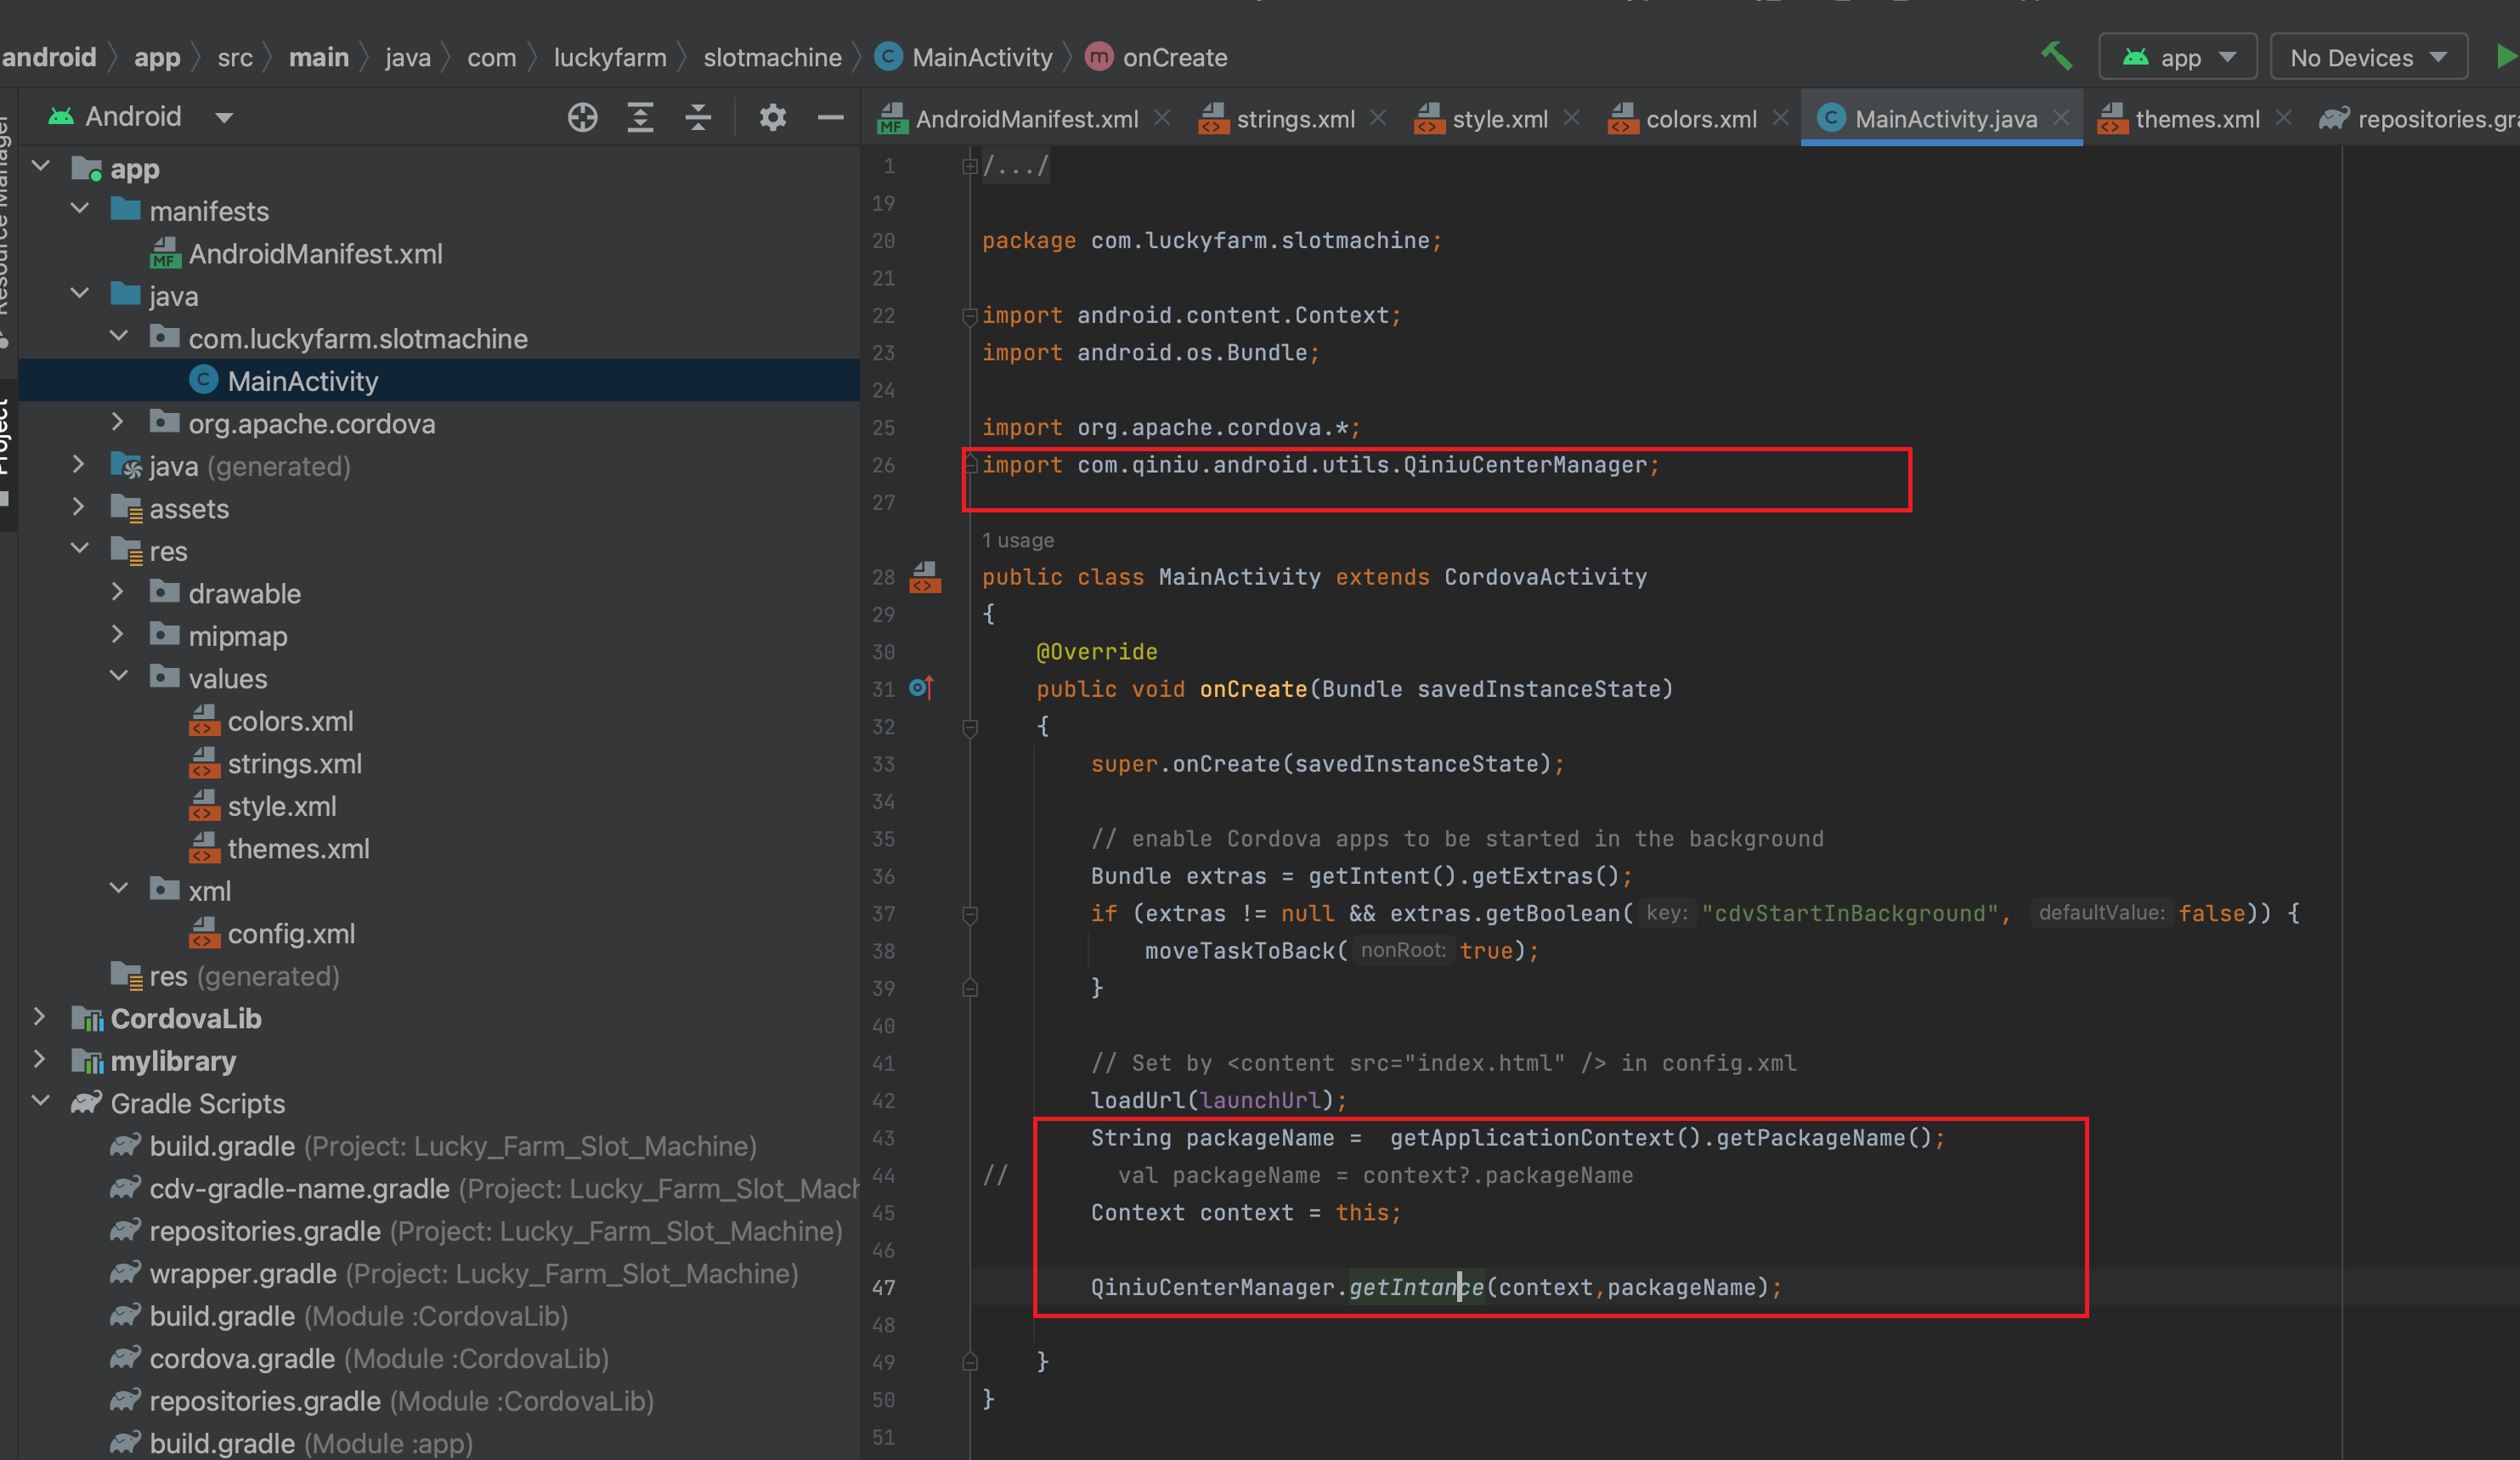 android app src main java com luckyfarm slotmachine MainActivity onCreate app No Devices
Android
AndroidManifest.xml strings.xml style.xml colors.xml MainActivity.java themes.xml repositories.gra
Resource Manager
Project
app
manifests
AndroidManifest.xml
java
com.luckyfarm.slotmachine
MainActivity
org.apache.cordova
java (generated)
assets
res
drawable
mipmap
values
colors.xml
strings.xml
style.xml
themes.xml
xml
config.xml
res (generated)
CordovaLib
mylibrary
Gradle Scripts
build.gradle (Project: Lucky_Farm_Slot_Machine)
cdv-gradle-name.gradle (Project: Lucky_Farm_Slot_Mach
repositories.gradle (Project: Lucky_Farm_Slot_Machine)
wrapper.gradle (Project: Lucky_Farm_Slot_Machine)
build.gradle (Module :CordovaLib)
cordova.gradle (Module :CordovaLib)
repositories.gradle (Module :CordovaLib)
build.gradle (Module :app)
1 /.../
19
20 package com.luckyfarm.slotmachine;
21
22 import android.content.Context;
23 import android.os.Bundle;
24
25 import org.apache.cordova.*;
26 import com.qiniu.android.utils.QiniuCenterManager;
27
1 usage
28 public class MainActivity extends CordovaActivity
29 {
30 @Override
31 public void onCreate(Bundle savedInstanceState)
32 {
33 super.onCreate(savedInstanceState);
34
35 // enable Cordova apps to be started in the background
36 Bundle extras = getIntent().getExtras();
37 if (extras != null && extras.getBoolean( key: "cdvStartInBackground", defaultValue: false)) {
38 moveTaskToBack( nonRoot: true);
39 }
40
41 // Set by <content src="index.html" /> in config.xml
42 loadUrl(launchUrl);
43 String packageName = getApplicationContext().getPackageName();
44 // val packageName = context?.packageName
45 Context context = this;
46
47 QiniuCenterManager.getIntance(context,packageName);
48
49 }
50 }
51